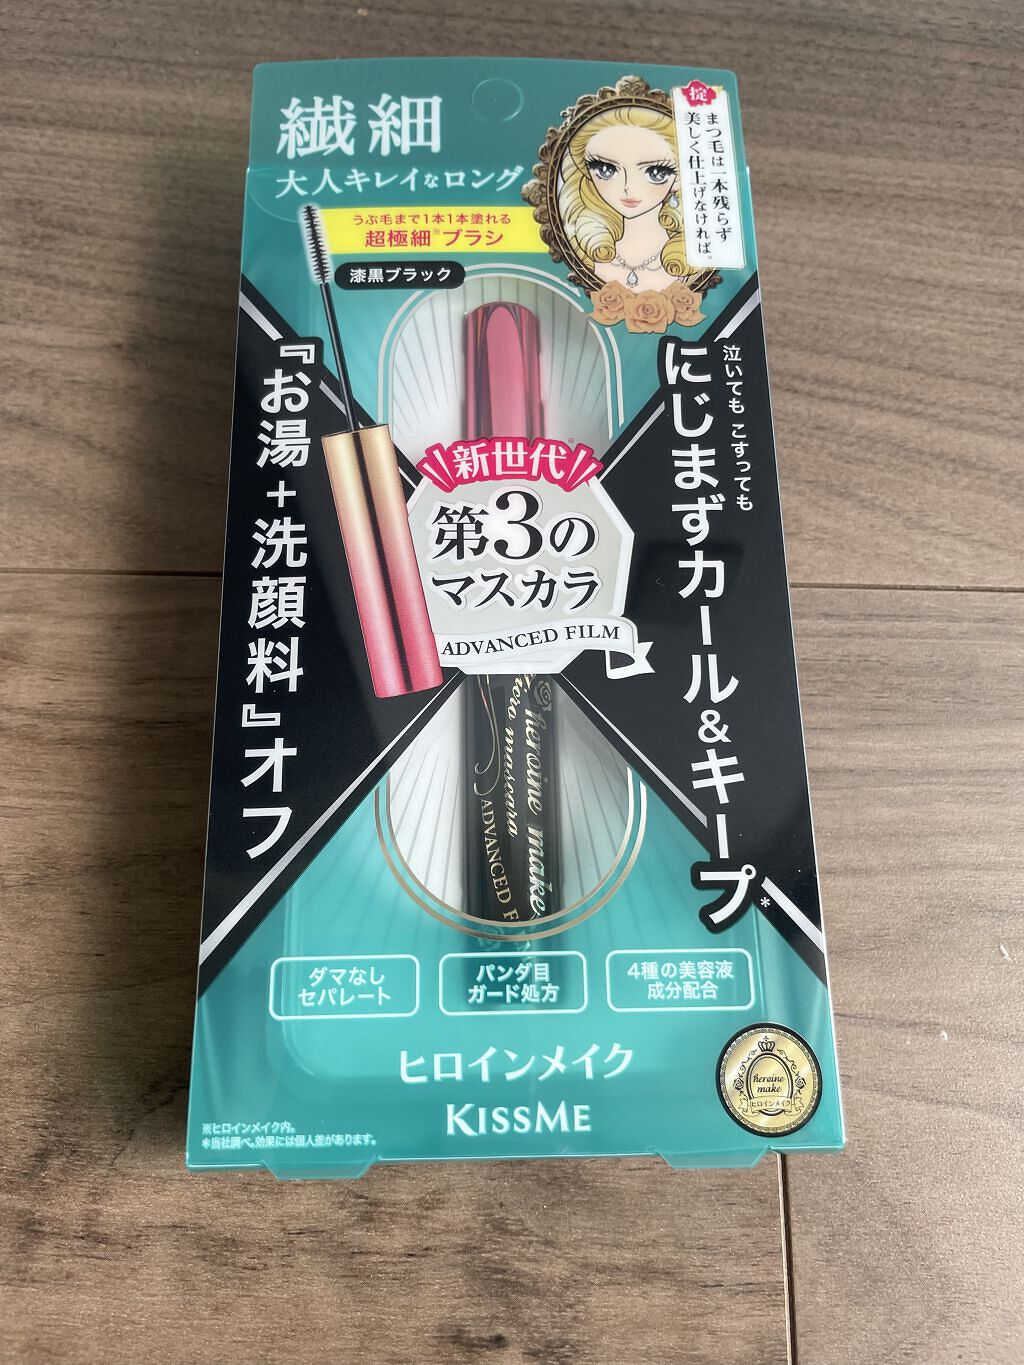 繊細
大人キレイなロング
うぶ毛まで1本1本塗れる
超極細※ブラシ
漆黒ブラック
掟
まつ毛は一本残らず
美しく仕上げなければ。
『お湯+洗顔料』オフ
泣いても こすっても
にじまずカール&キープ*
新世代※
第3の
マスカラ
ADVANCED FILM
heroine make
micro mascara
ADVANCED F
ダマなし
セパレート
パンダ目
ガード処方
4種の美容液
成分配合
ヒロインメイク
KISSME
heroine
make
ヒロインメイク
※ヒロインメイク内。
*当社調べ。効果には個人差があります。